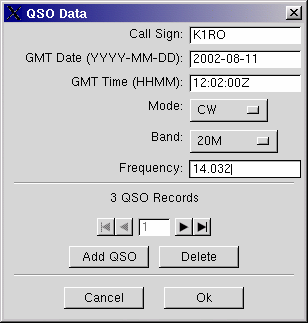 QSO Data
Call Sign: K1RO
GMT Date (YYYY-MM-DD): 2002-08-11
GMT Time (HHMM): 12:02:00Z
Mode: CW
Band: 20M
Frequency: 14.032
3 QSO Records
1
Add QSO Delete
Cancel Ok